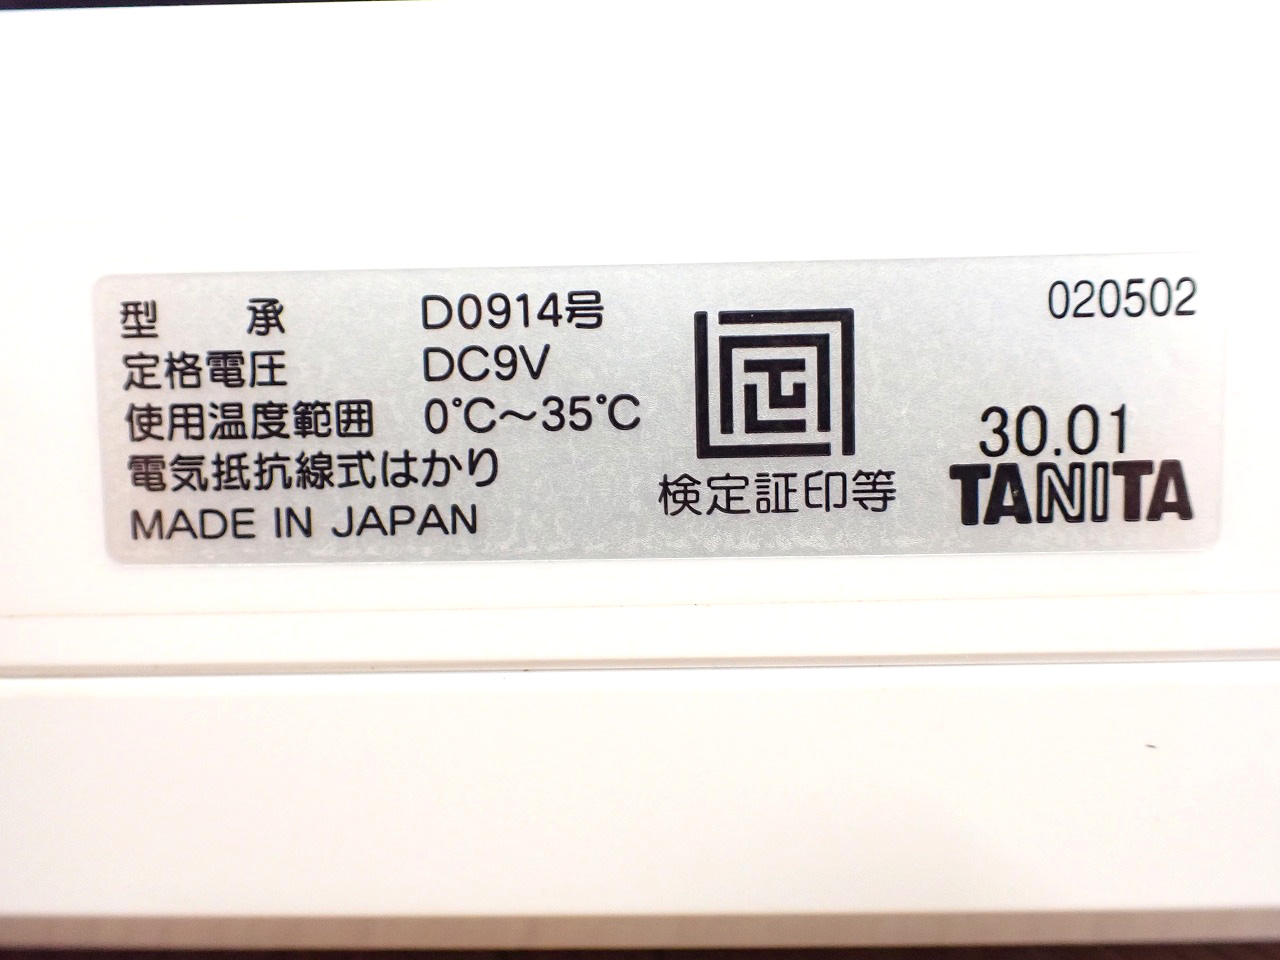 型 承 D0914号
定格電圧 DC9V
使用温度範囲 0℃～35℃
電気抵抗線式はかり
MADE IN JAPAN
検定証印等
020502
30.01
TANITA